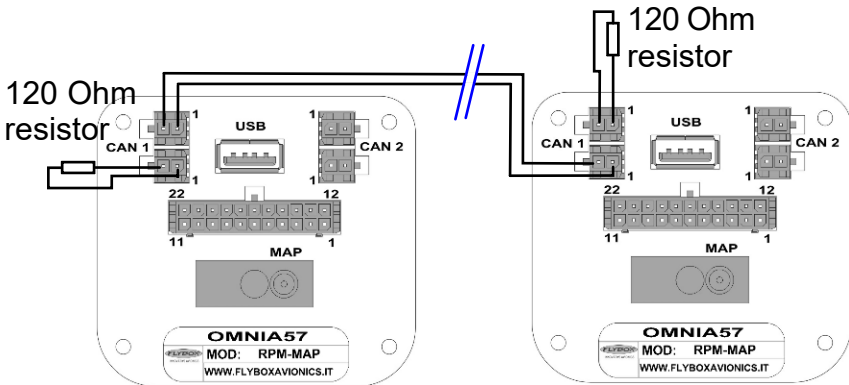 120 Ohm
resistor
1
CAN 1
1
USB
1
CAN 2
1
22
12
11
1
MAP
OMNIA57
FLYBOX
MOD: RPM-MAP
WWW.FLYBOXAVIONICS.IT
120 Ohm
resistor
1
CAN 1
1
USB
1
CAN 2
1
22
12
11
1
MAP
OMNIA57
FLYBOX
MOD: RPM-MAP
WWW.FLYBOXAVIONICS.IT